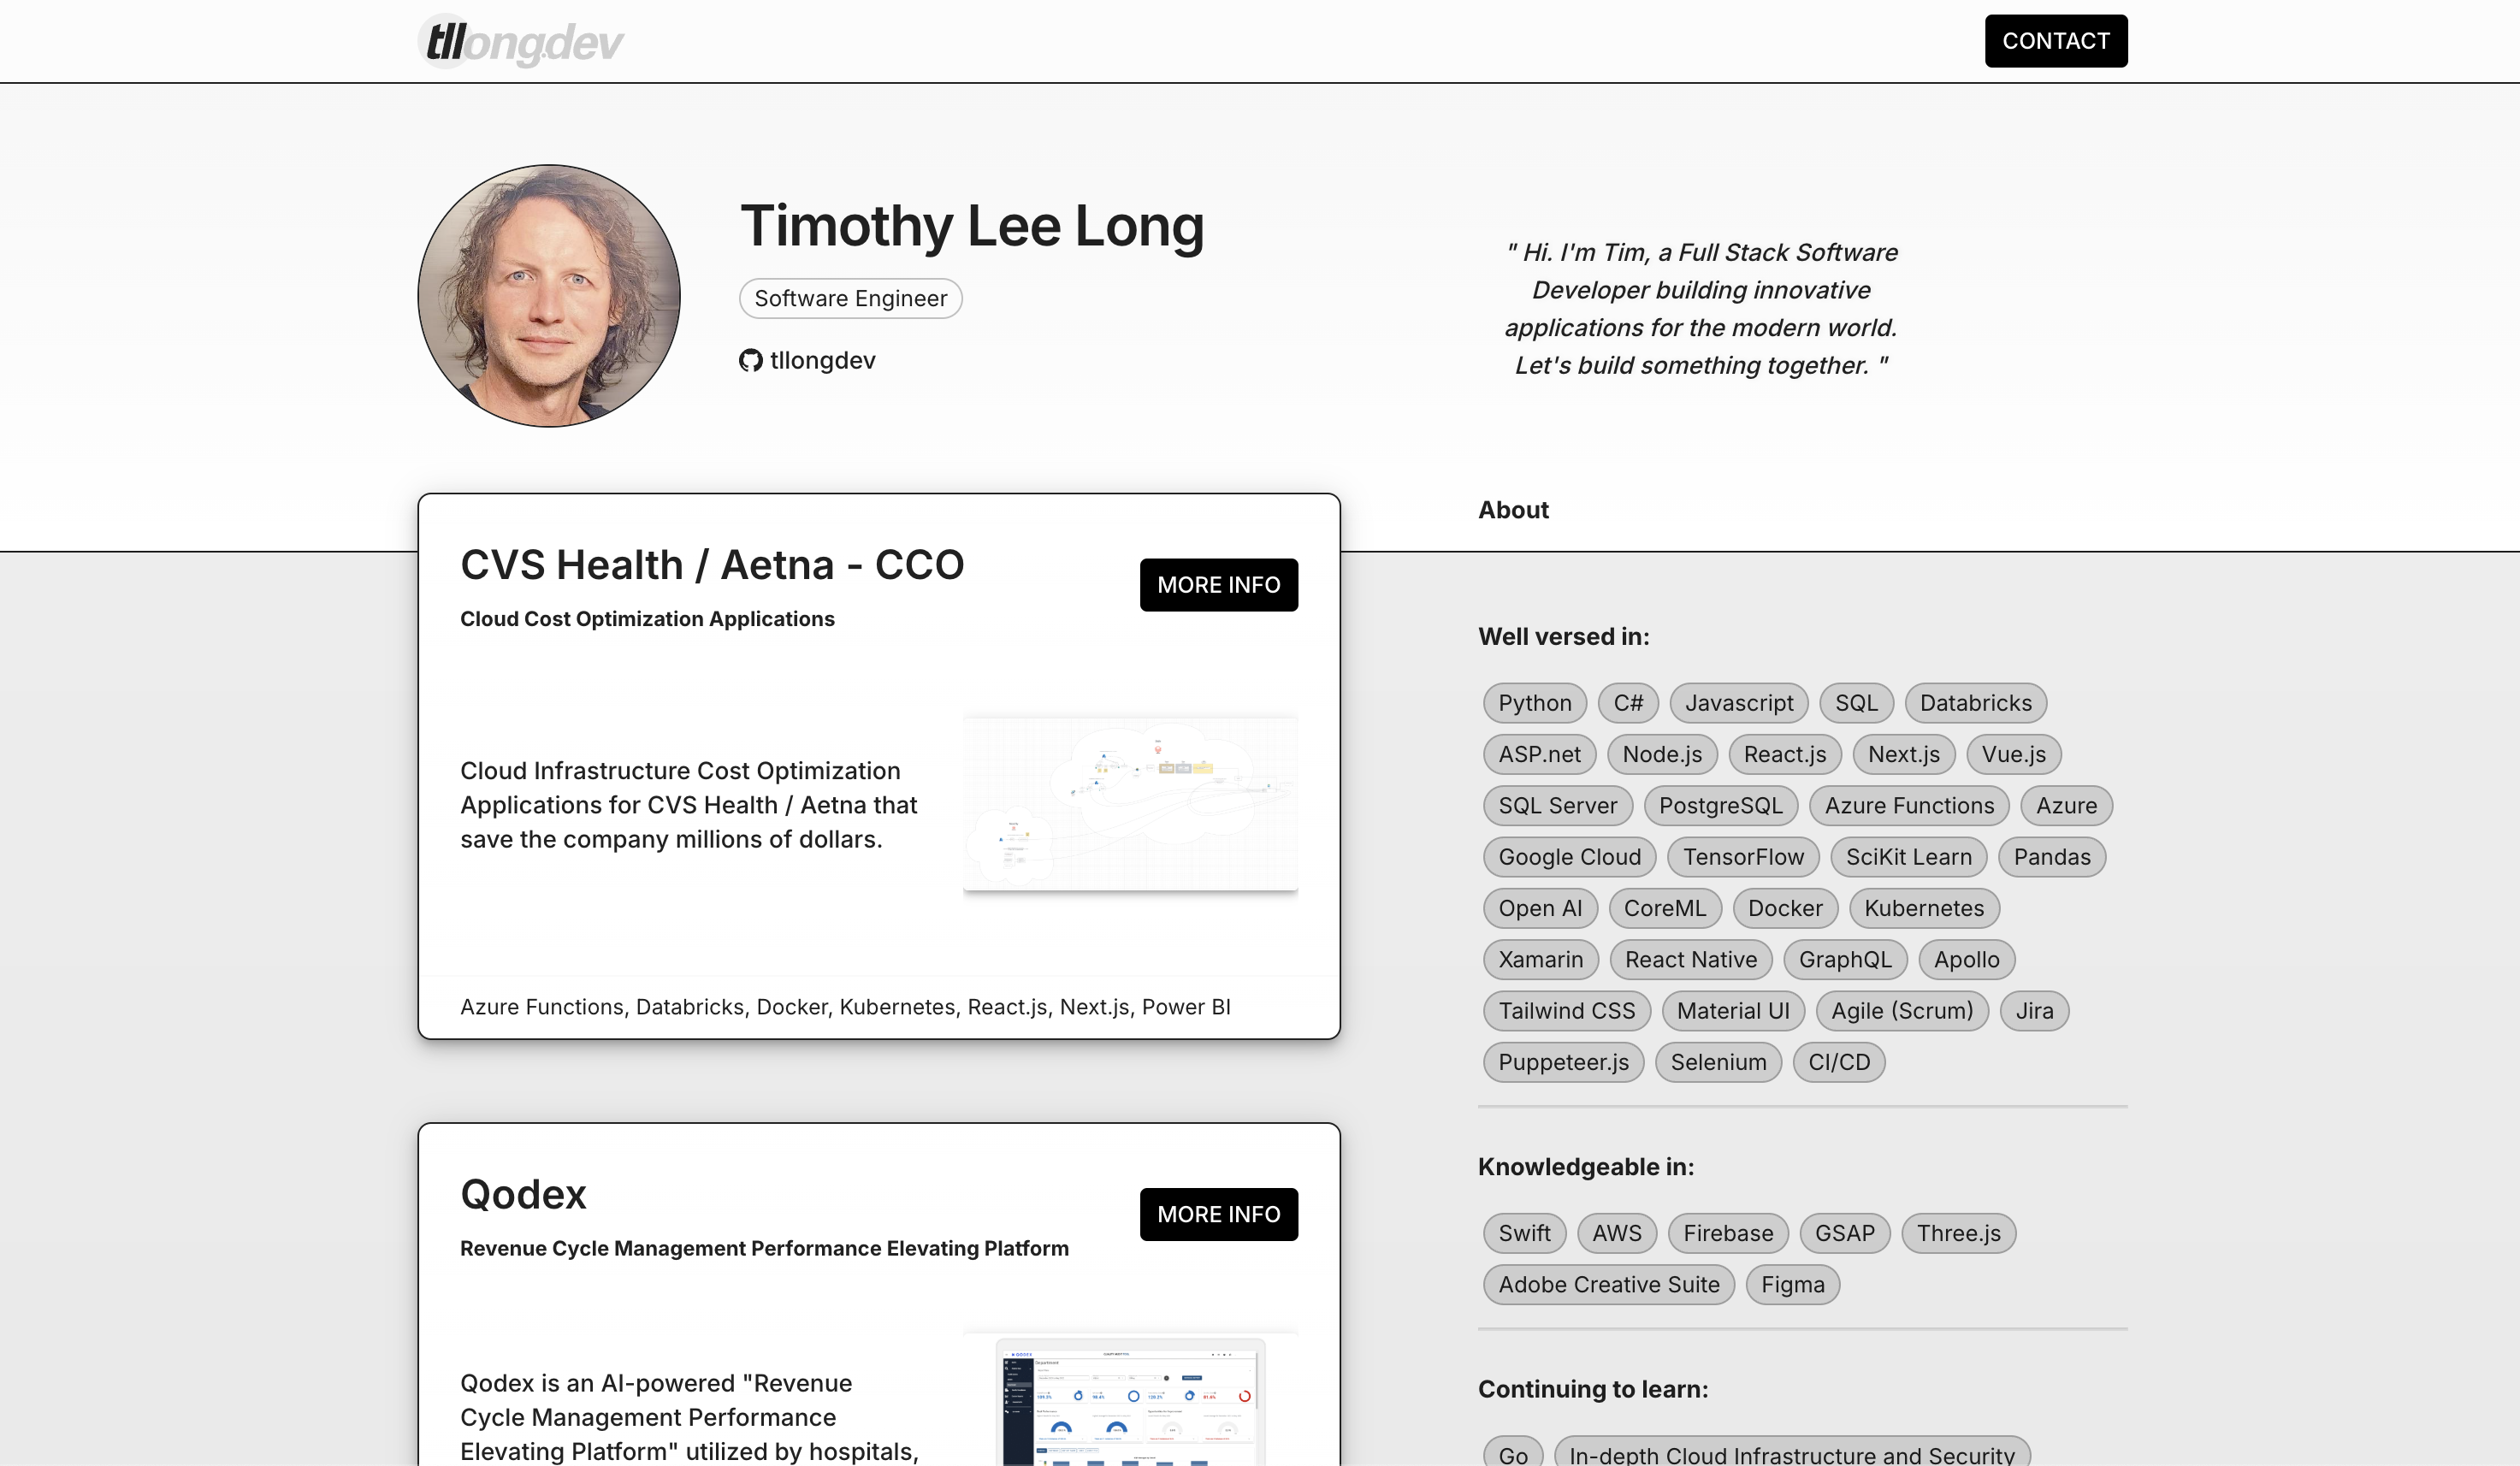 tllong.dev
CONTACT
Timothy Lee Long
Software Engineer
tllongdev
" Hi. I'm Tim, a Full Stack Software
Developer building innovative
applications for the modern world.
Let's build something together. "
CVS Health / Aetna - CCO
MORE INFO
Cloud Cost Optimization Applications
Cloud Infrastructure Cost Optimization
Applications for CVS Health / Aetna that
save the company millions of dollars.
Azure Functions, Databricks, Docker, Kubernetes, React.js, Next.js, Power BI
Qodex
MORE INFO
Revenue Cycle Management Performance Elevating Platform
Qodex is an AI-powered "Revenue
Cycle Management Performance
Elevating Platform" utilized by hospitals,
QODEX
Department
About
Well versed in:
Python C# Javascript SQL Databricks
ASP.net Node.js React.js Next.js Vue.js
SQL Server PostgreSQL Azure Functions Azure
Google Cloud TensorFlow SciKit Learn Pandas
Open AI CoreML Docker Kubernetes
Xamarin React Native GraphQL Apollo
Tailwind CSS Material UI Agile (Scrum) Jira
Puppeteer.js Selenium CI/CD
Knowledgeable in:
Swift AWS Firebase GSAP Three.js
Adobe Creative Suite Figma
Continuing to learn:
Go In-depth Cloud Infrastructure and Security